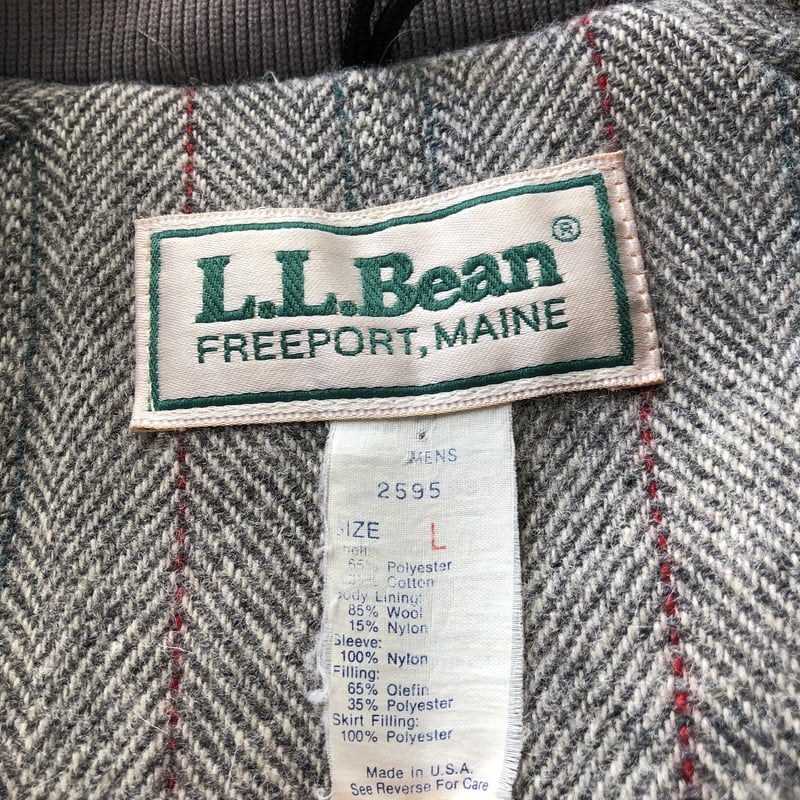 L.L.Bean®
FREEPORT, MAINE
MENS
2595
SIZE L
Shell:
Polyester
Cotton
Body Lining:
85% Wool
15% Nylon
Sleeve:
100% Nylon
Filling:
65% Olefin
35% Polyester
Skirt Filling:
100% Polyester
Made in U.S.A.
See Reverse For Care